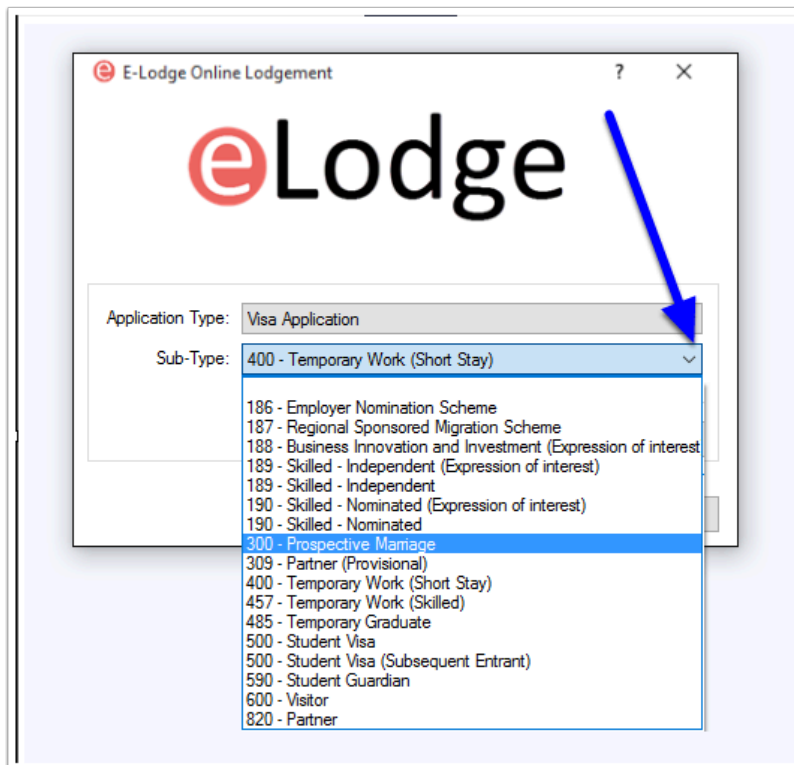 E-Lodge Online Lodgement ?
eLodge
Application Type: Visa Application
Sub-Type: 400 - Temporary Work (Short Stay)
186 - Employer Nomination Scheme
187 - Regional Sponsored Migration Scheme
188 - Business Innovation and Investment (Expression of interest
189 - Skilled - Independent (Expression of interest)
189 - Skilled - Independent
190 - Skilled - Nominated (Expression of interest)
190 - Skilled - Nominated
300 - Prospective Marriage
309 - Partner (Provisional)
400 - Temporary Work (Short Stay)
457 - Temporary Work (Skilled)
485 - Temporary Graduate
500 - Student Visa
500 - Student Visa (Subsequent Entrant)
590 - Student Guardian
600 - Visitor
820 - Partner